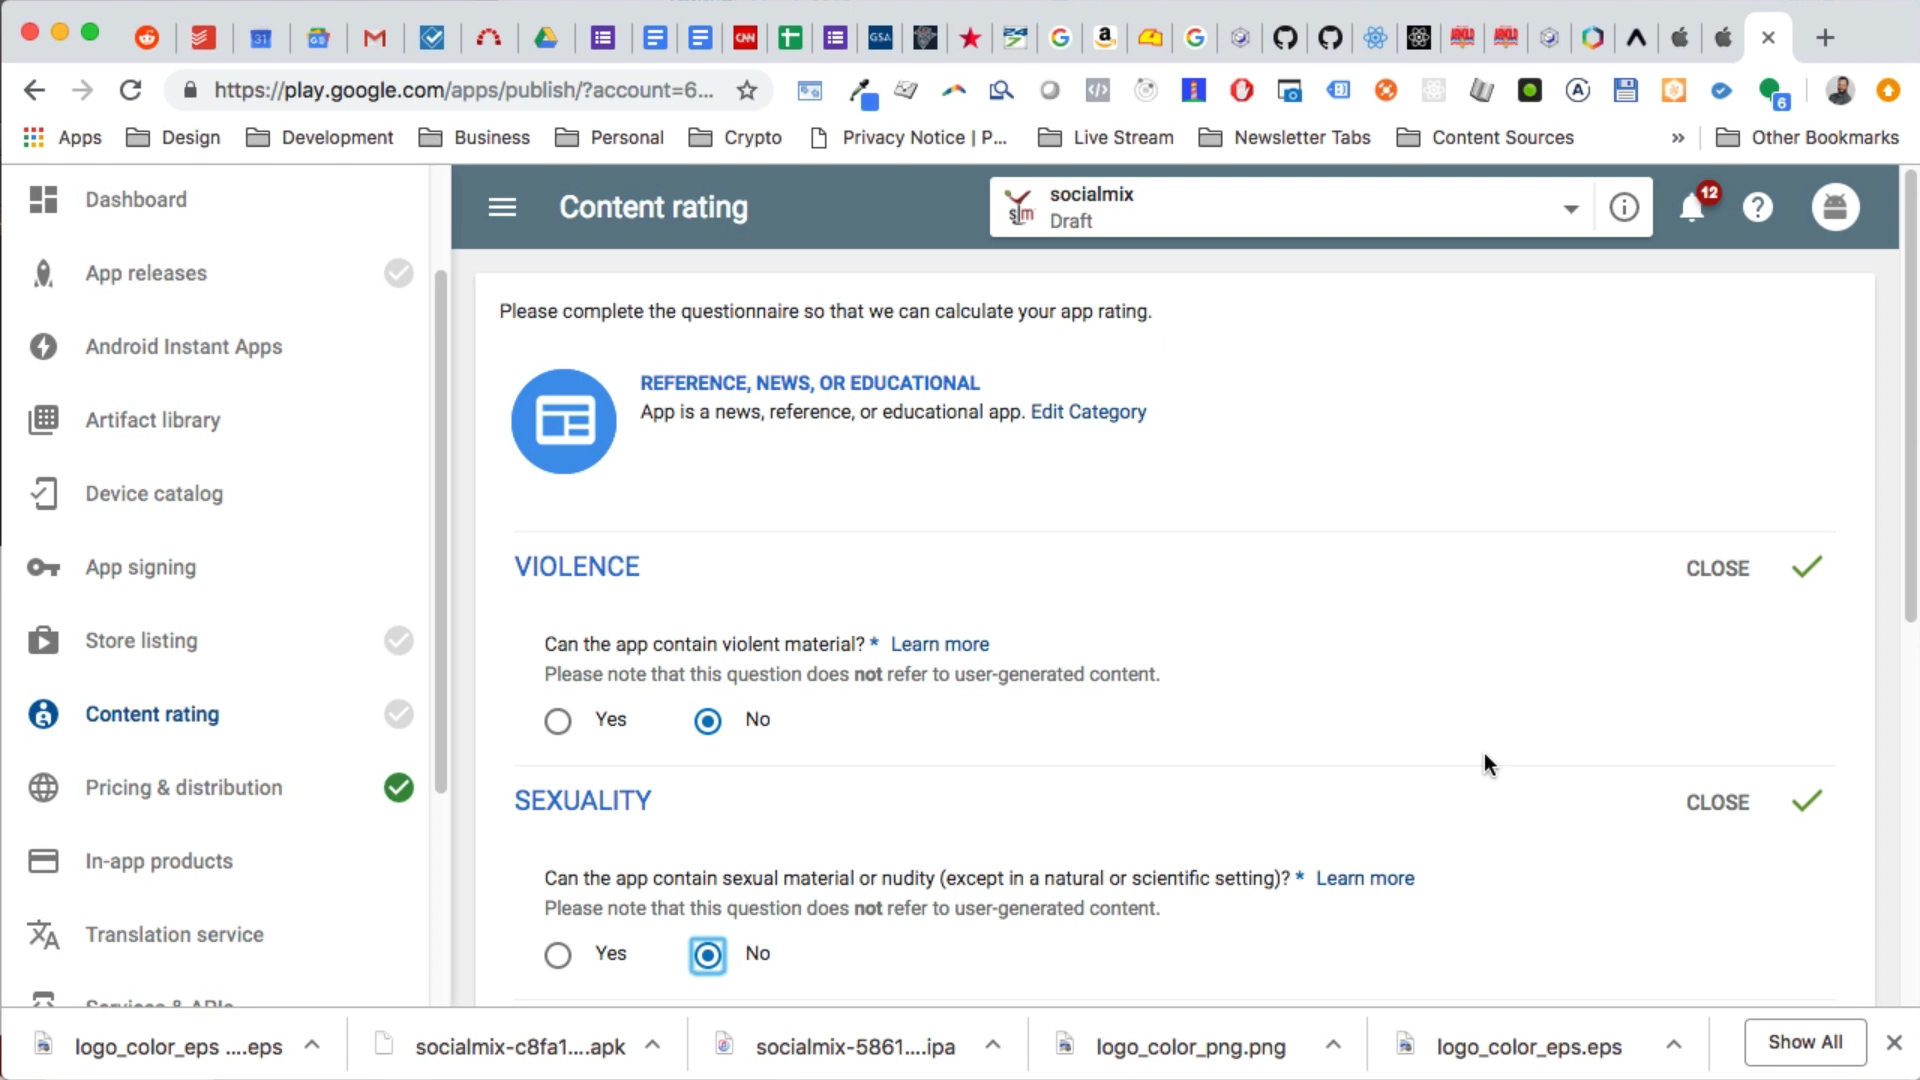 https://play.google.com/apps/publish/?account=6...
6
Apps
Design
Development
Business
Personal
Crypto
Privacy Notice | P...
Live Stream
Newsletter Tabs
Content Sources
»
Other Bookmarks
Dashboard
App releases
Android Instant Apps
Artifact library
Device catalog
App signing
Store listing
Content rating
Pricing & distribution
In-app products
Translation service
Services & APIs
Content rating
socialmix
Draft
12
Please complete the questionnaire so that we can calculate your app rating.
REFERENCE, NEWS, OR EDUCATIONAL
App is a news, reference, or educational app. Edit Category
VIOLENCE
CLOSE
Can the app contain violent material? * Learn more
Please note that this question does not refer to user-generated content.
Yes
No
SEXUALITY
CLOSE
Can the app contain sexual material or nudity (except in a natural or scientific setting)? * Learn more
Please note that this question does not refer to user-generated content.
Yes
No
logo_color_eps ....eps
socialmix-c8fa1....apk
socialmix-5861....ipa
logo_color_png.png
logo_color_eps.eps
Show All